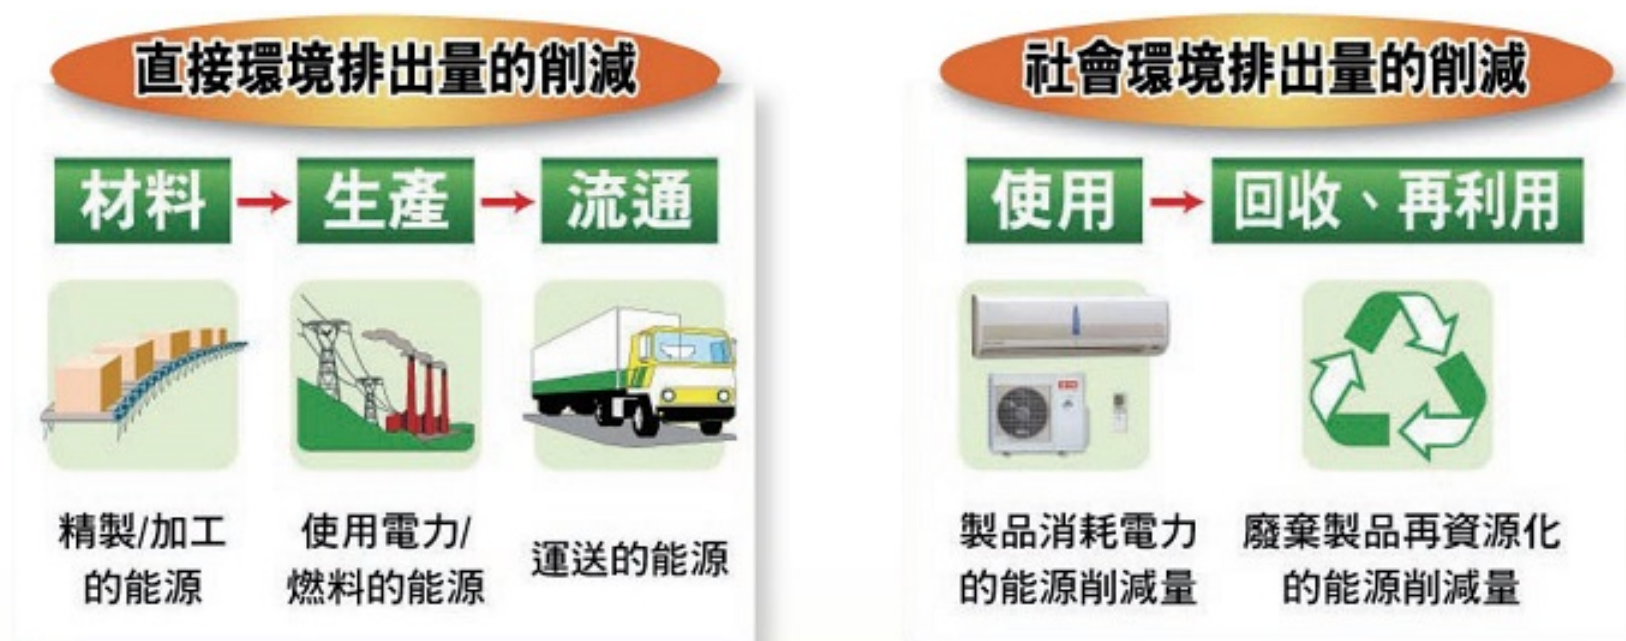 直接環境排出量的削減
材料
生產
流通
精製/加工
的能源
使用電力/
燃料的能源
運送的能源
社會環境排出量的削減
使用
回收、再利用
製品消耗電力
的能源削減量
廢棄製品再資源化
的能源削減量